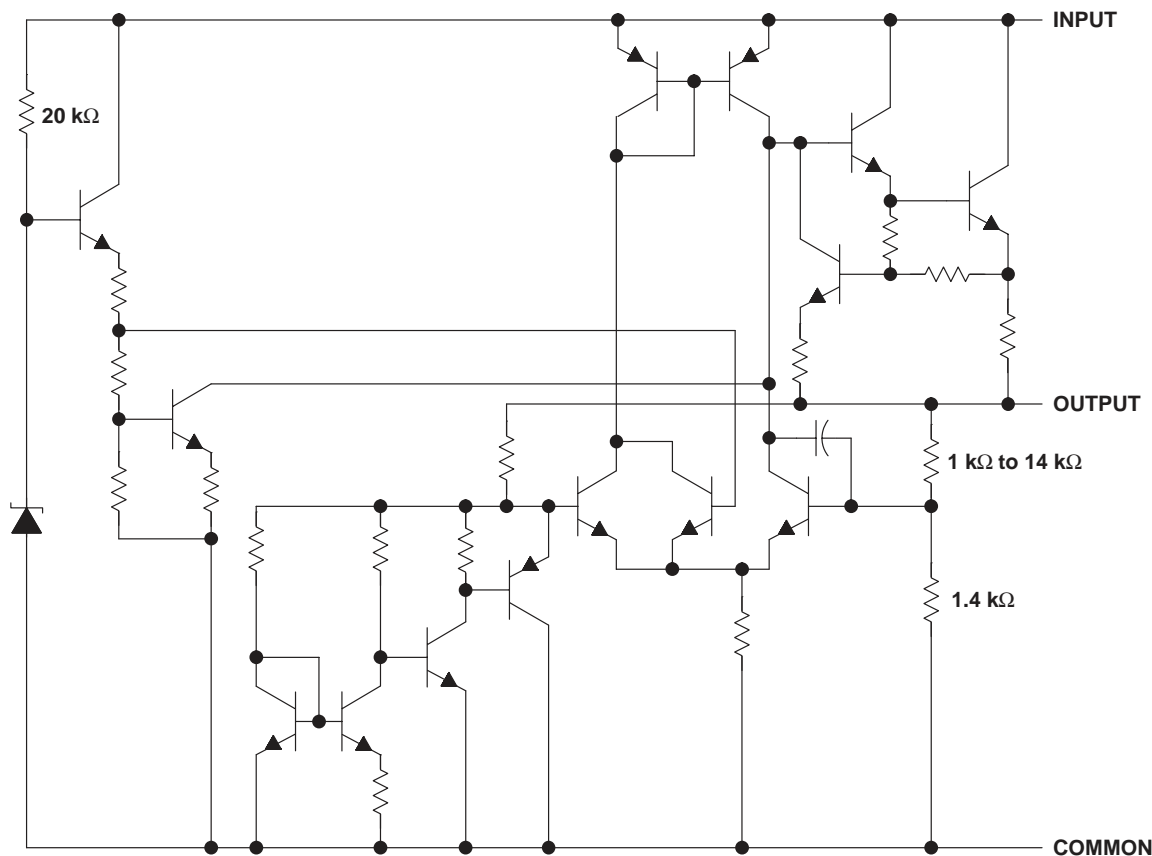 INPUT
20 kΩ
OUTPUT
1 kΩ to 14 kΩ
1.4 kΩ
COMMON